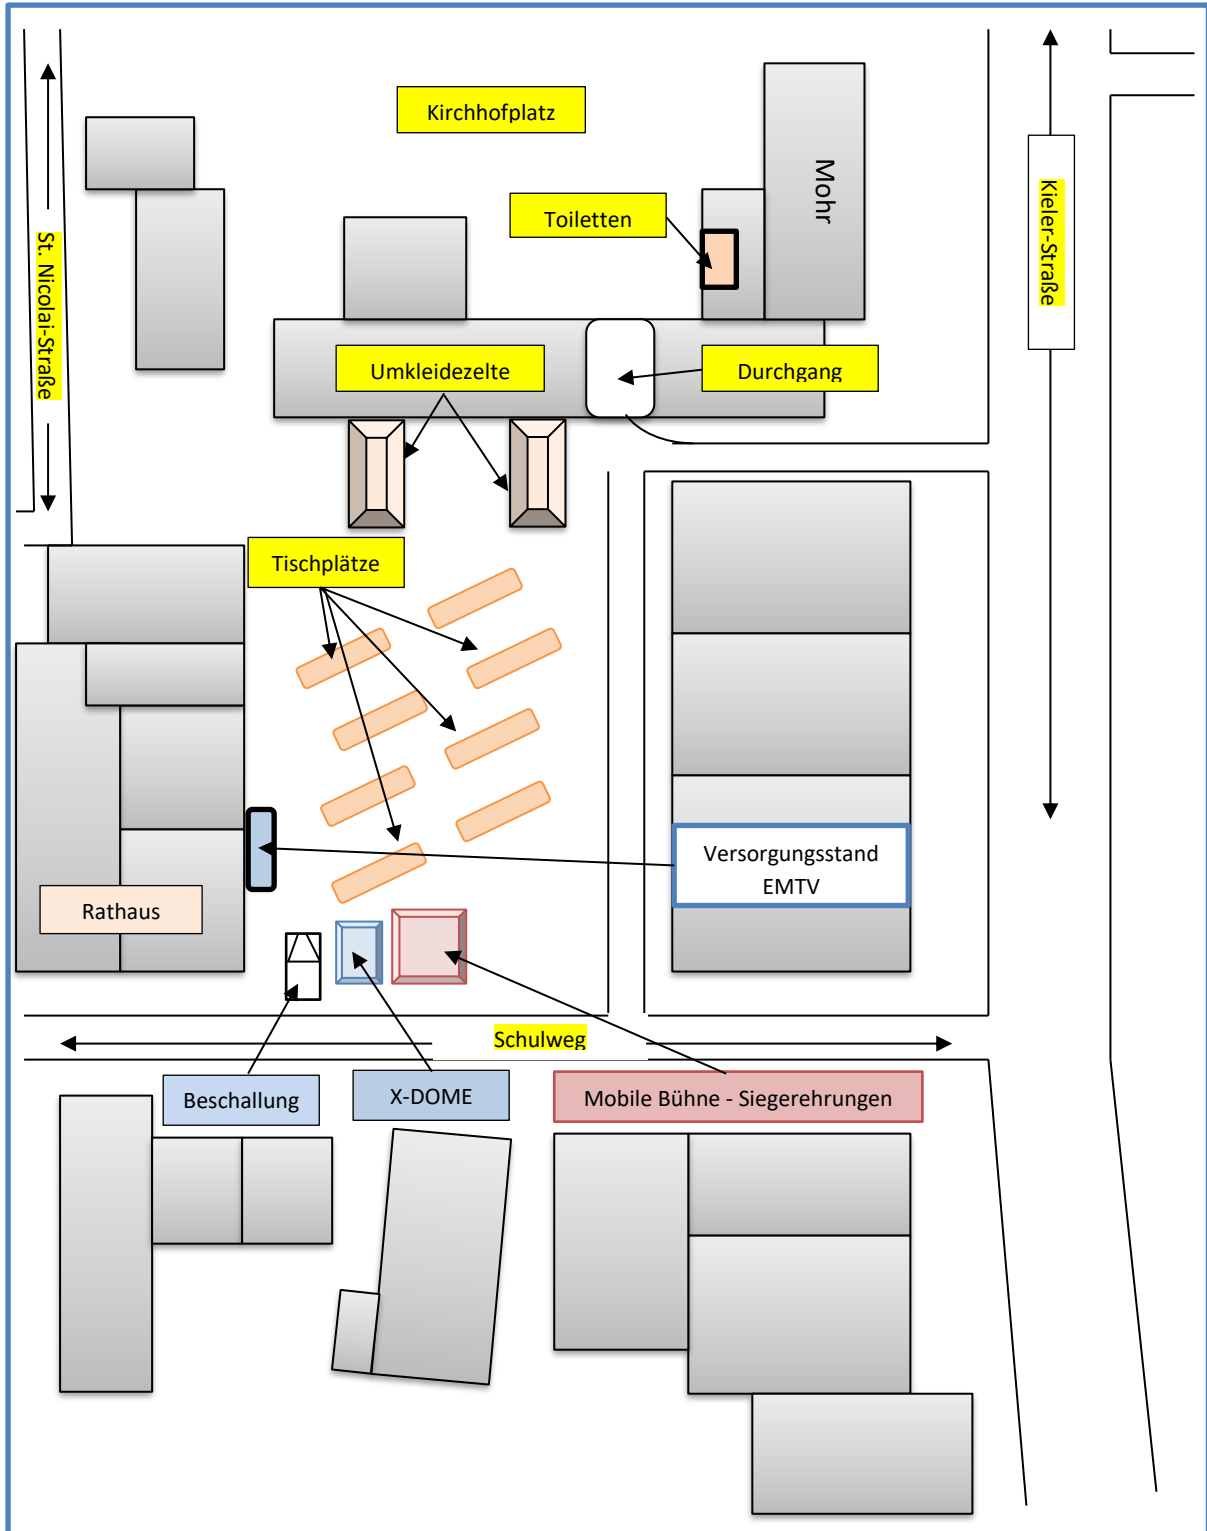 Kirchhofplatz
Mohr
Toiletten
Kieler-Straße
St. Nicolai-Straße
Umkleidezelte
Durchgang
Tischplätze
Versorgungsstand
EMTV
Rathaus
Schulweg
Beschallung
X-DOME
Mobile Bühne - Siegerehrungen